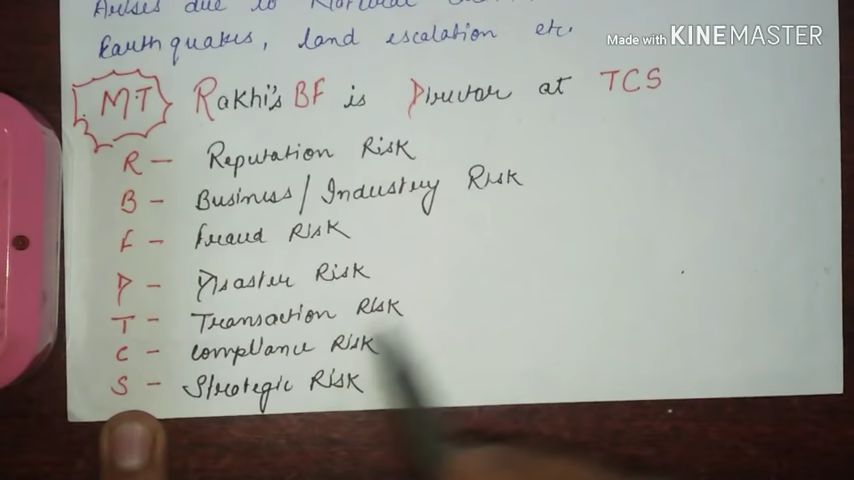 Arises due to Natural
Earthquakes, land escalation etc.
Made with KINEMASTER
M.T Rakhi's BF is Director at TCS
R - Reputation Risk
B - Business/Industry Risk
F - Fraud Risk
D - Disaster Risk
T - Transaction Risk
C - Compliance Risk
S - Strategic Risk